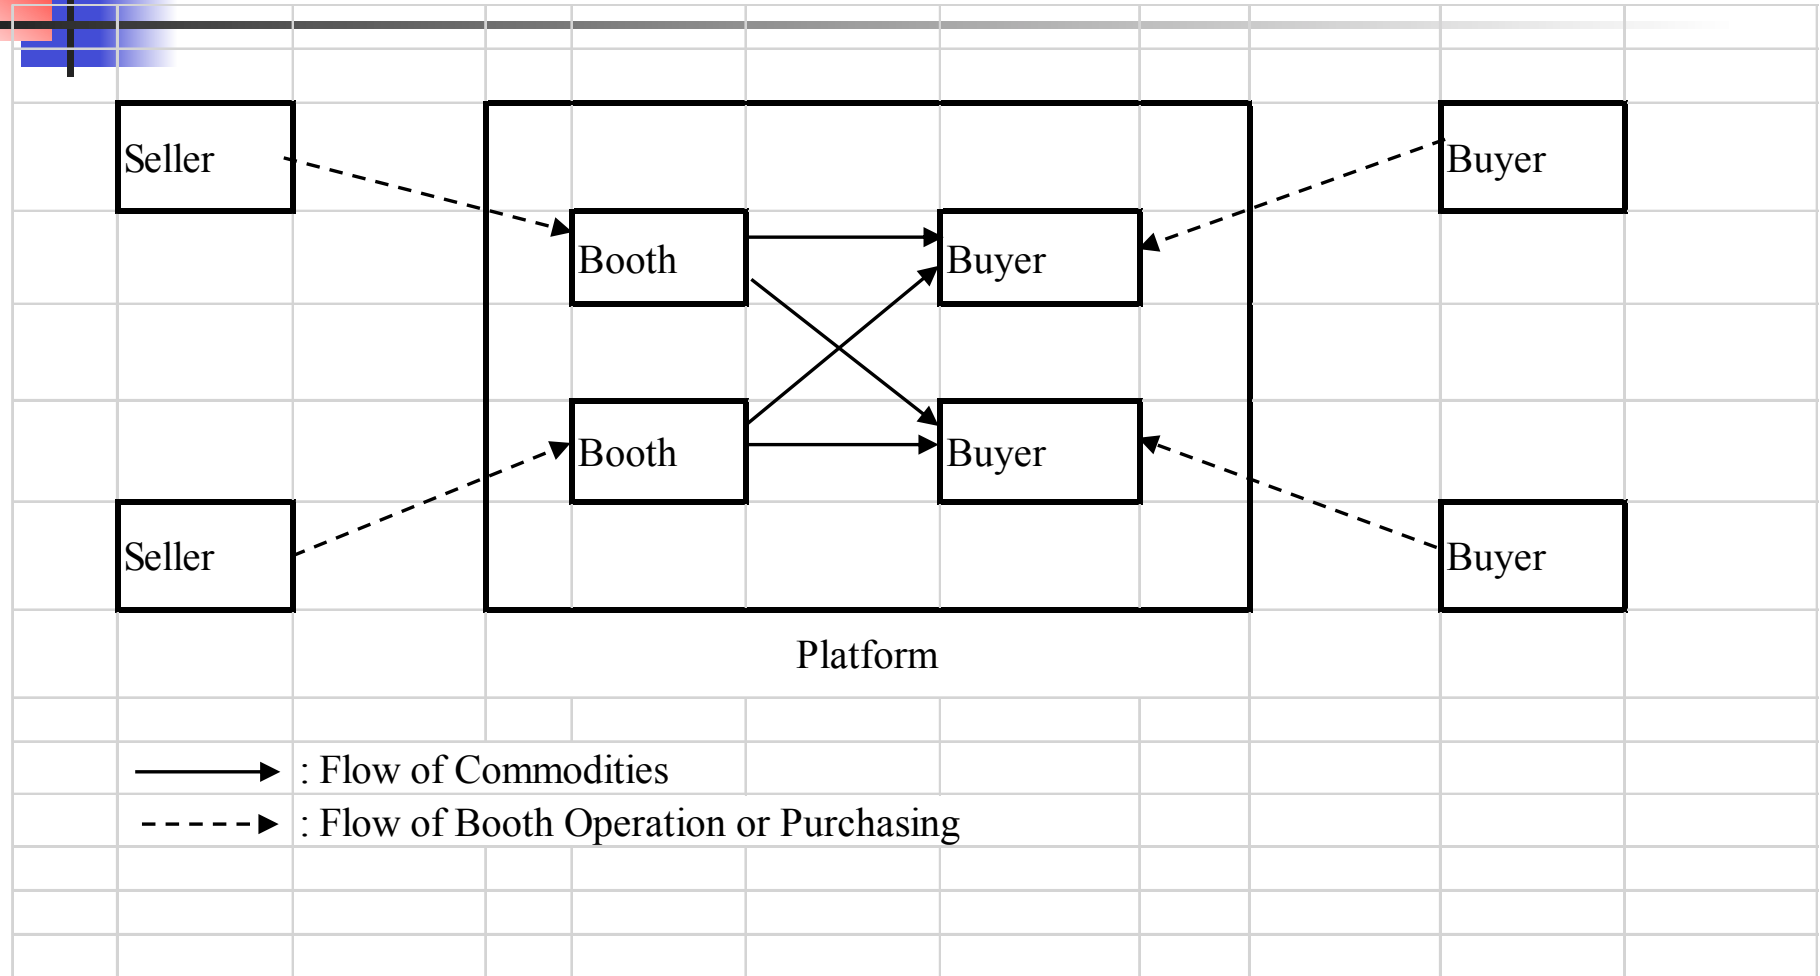 Seller
Buyer
Booth
Buyer
Booth
Buyer
Seller
Buyer
Platform
: Flow of Commodities
: Flow of Booth Operation or Purchasing